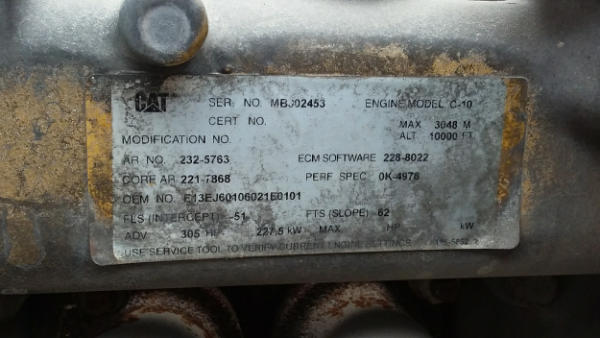 CAT SER. NO. MBJ02453 ENGINE MODEL C-10
CERT NO. MAX 3048 M
MODIFICATION NO. ALT 10000 FT.
AR NO. 232-5763 ECM SOFTWARE 228-8022
CORE AR 221-7868 PERF SPEC 0K-4978
OEM NO. E13EJ60106021E0101
FLS (INTERCEPT) -51 FTS (SLOPE) 62
ADV. 305 HP 227.5 kW MAX HP kW
USE SERVICE TOOL TO VERIFY CURRENT ENGINE SETTINGS